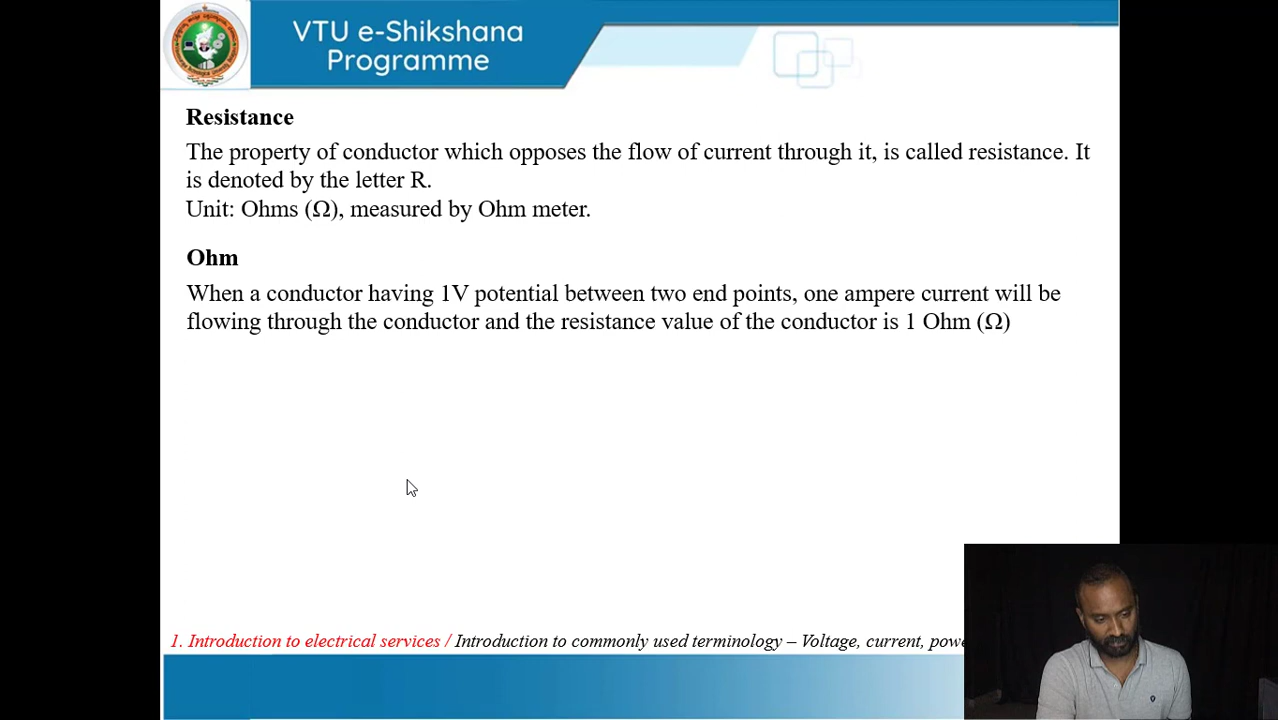 VTU e-Shikshana
Programme
Resistance
The property of conductor which opposes the flow of current through it, is called resistance. It
is denoted by the letter R.
Unit: Ohms (Ω), measured by Ohm meter.
Ohm
When a conductor having 1V potential between two end points, one ampere current will be
flowing through the conductor and the resistance value of the conductor is 1 Ohm (Ω)
1. Introduction to electrical services / Introduction to commonly used terminology – Voltage, current,